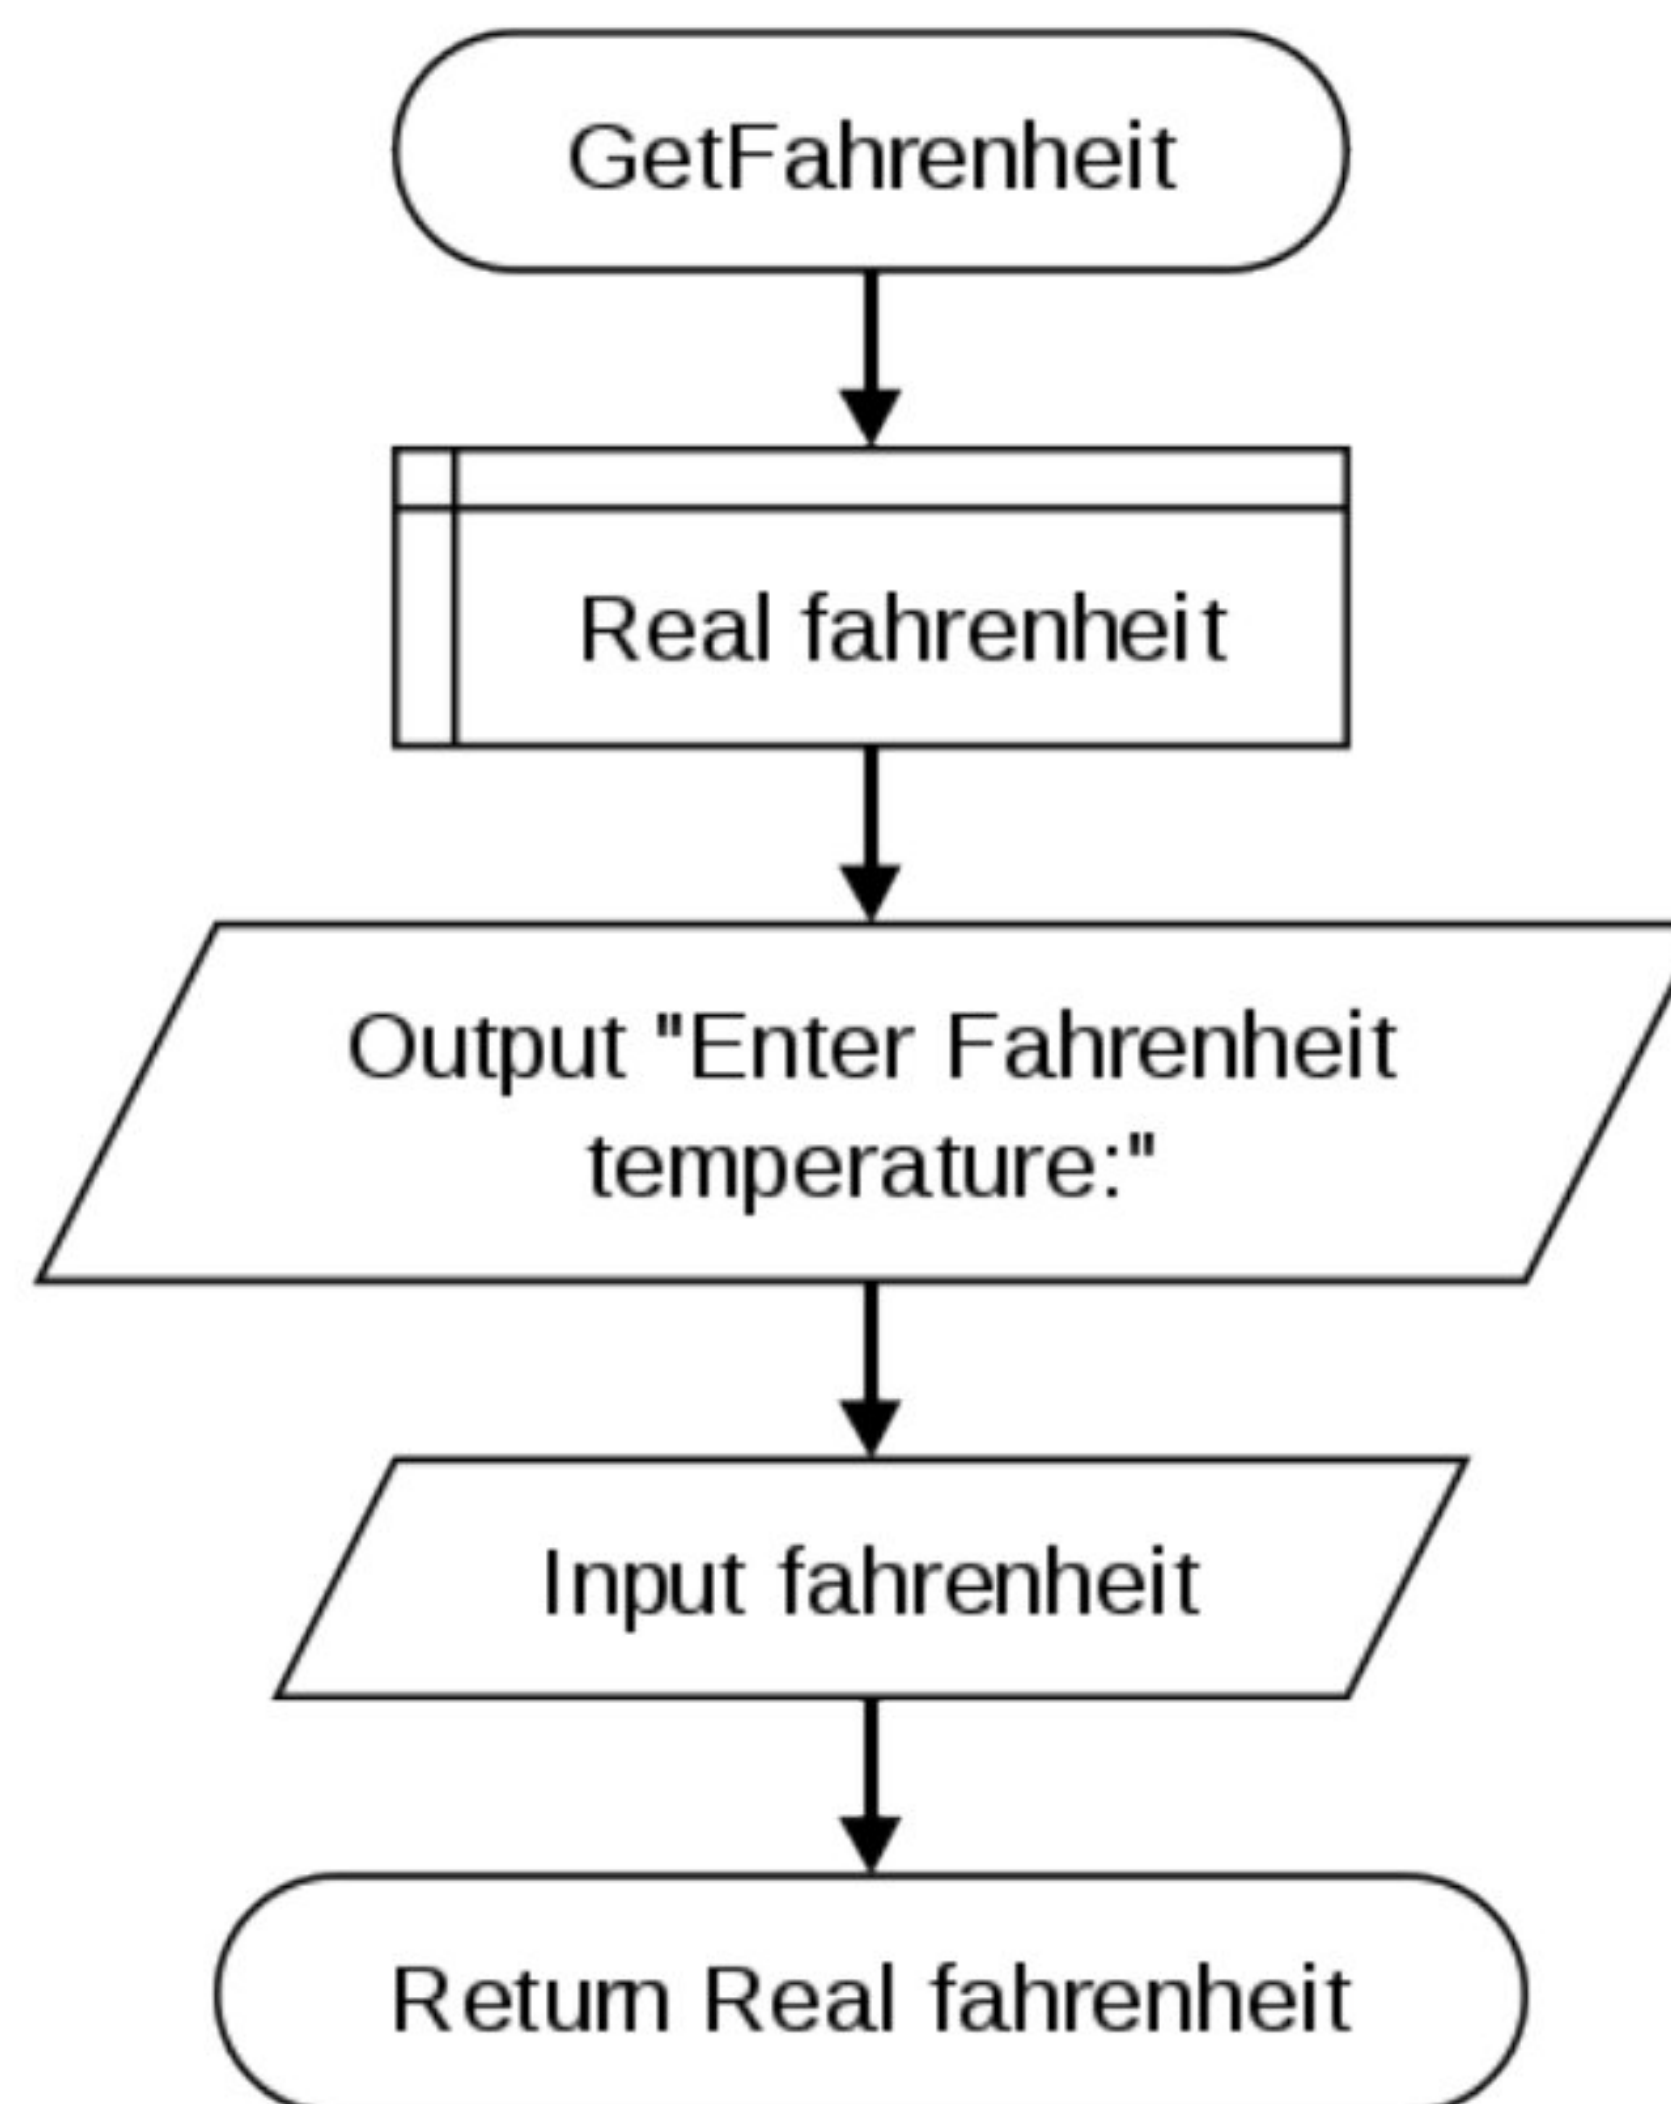 GetFahrenheit
Real fahrenheit
Output "Enter Fahrenheit
temperature:"
Input fahrenheit
Return Real fahrenheit